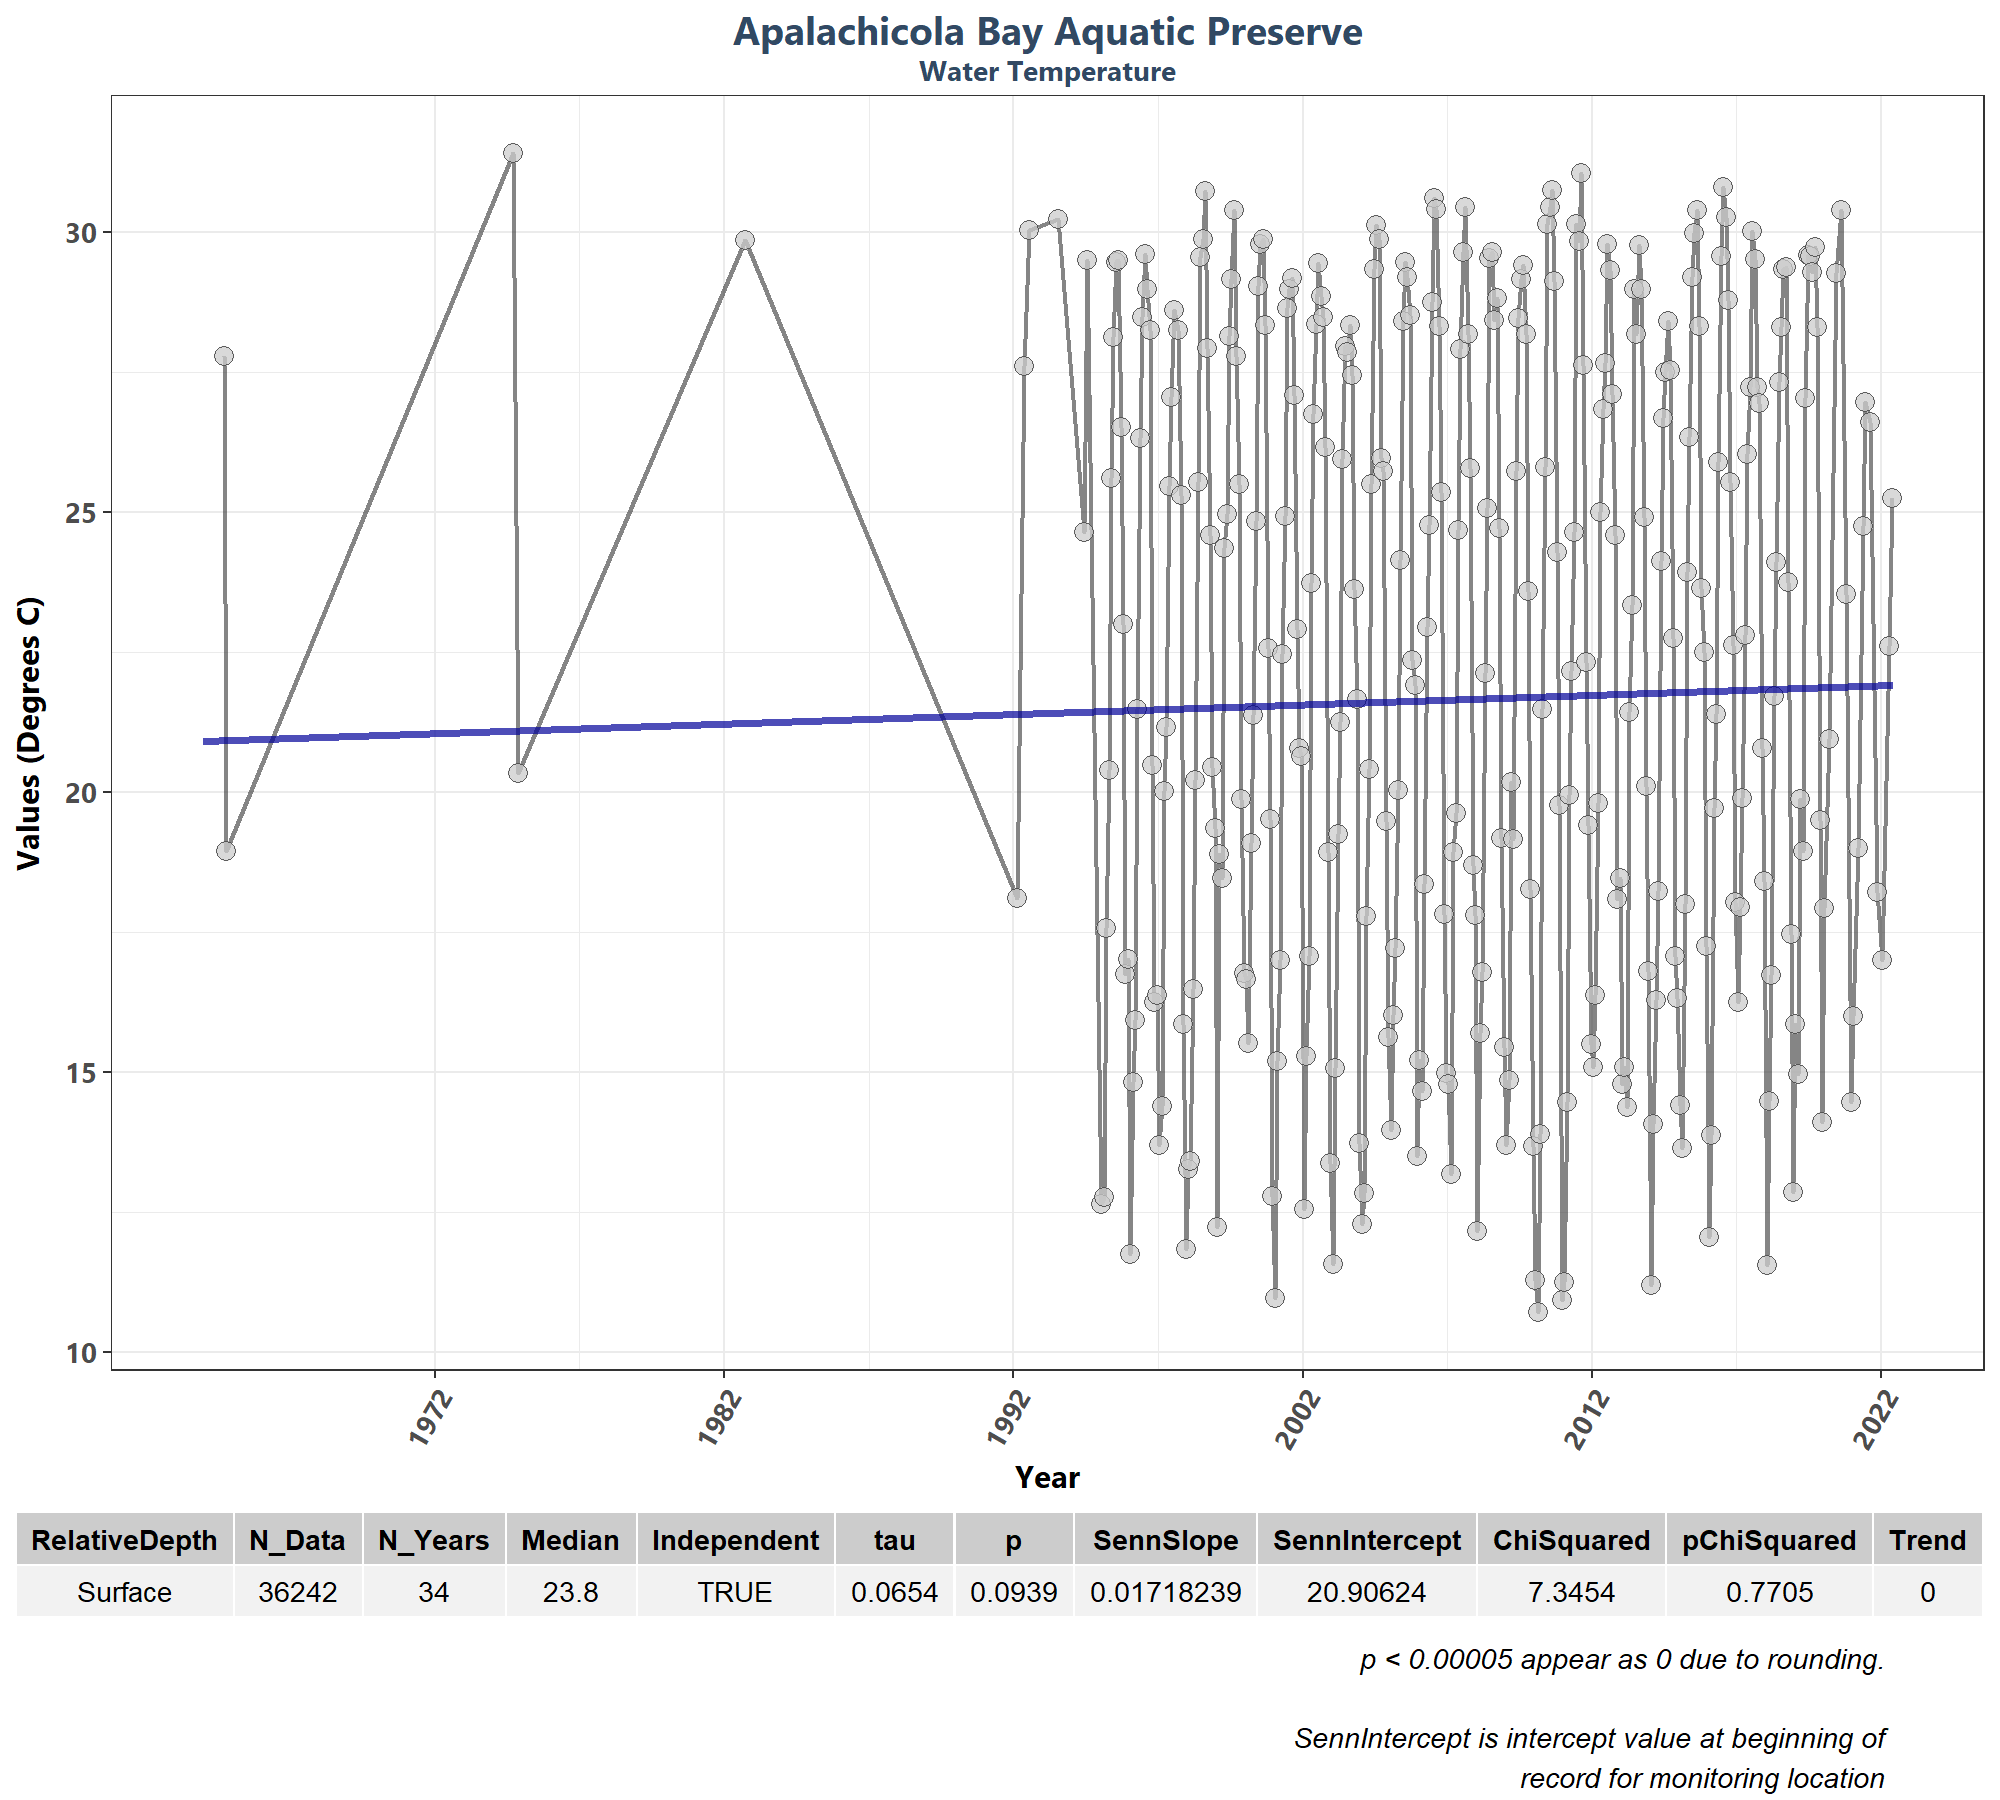 Apalachicola Bay Aquatic Preserve
Water Temperature
Values (Degrees C)
30
25
20
15
10
1972 1982 1992 2002 2012 2022
Year
RelativeDepth N_Data N_Years Median Independent tau p SennSlope SennIntercept ChiSquared pChiSquared Trend
Surface 36242 34 23.8 TRUE 0.0654 0.0939 0.01718239 20.90624 7.3454 0.7705 0
p < 0.00005 appear as 0 due to rounding.
SennIntercept is intercept value at beginning of
record for monitoring location